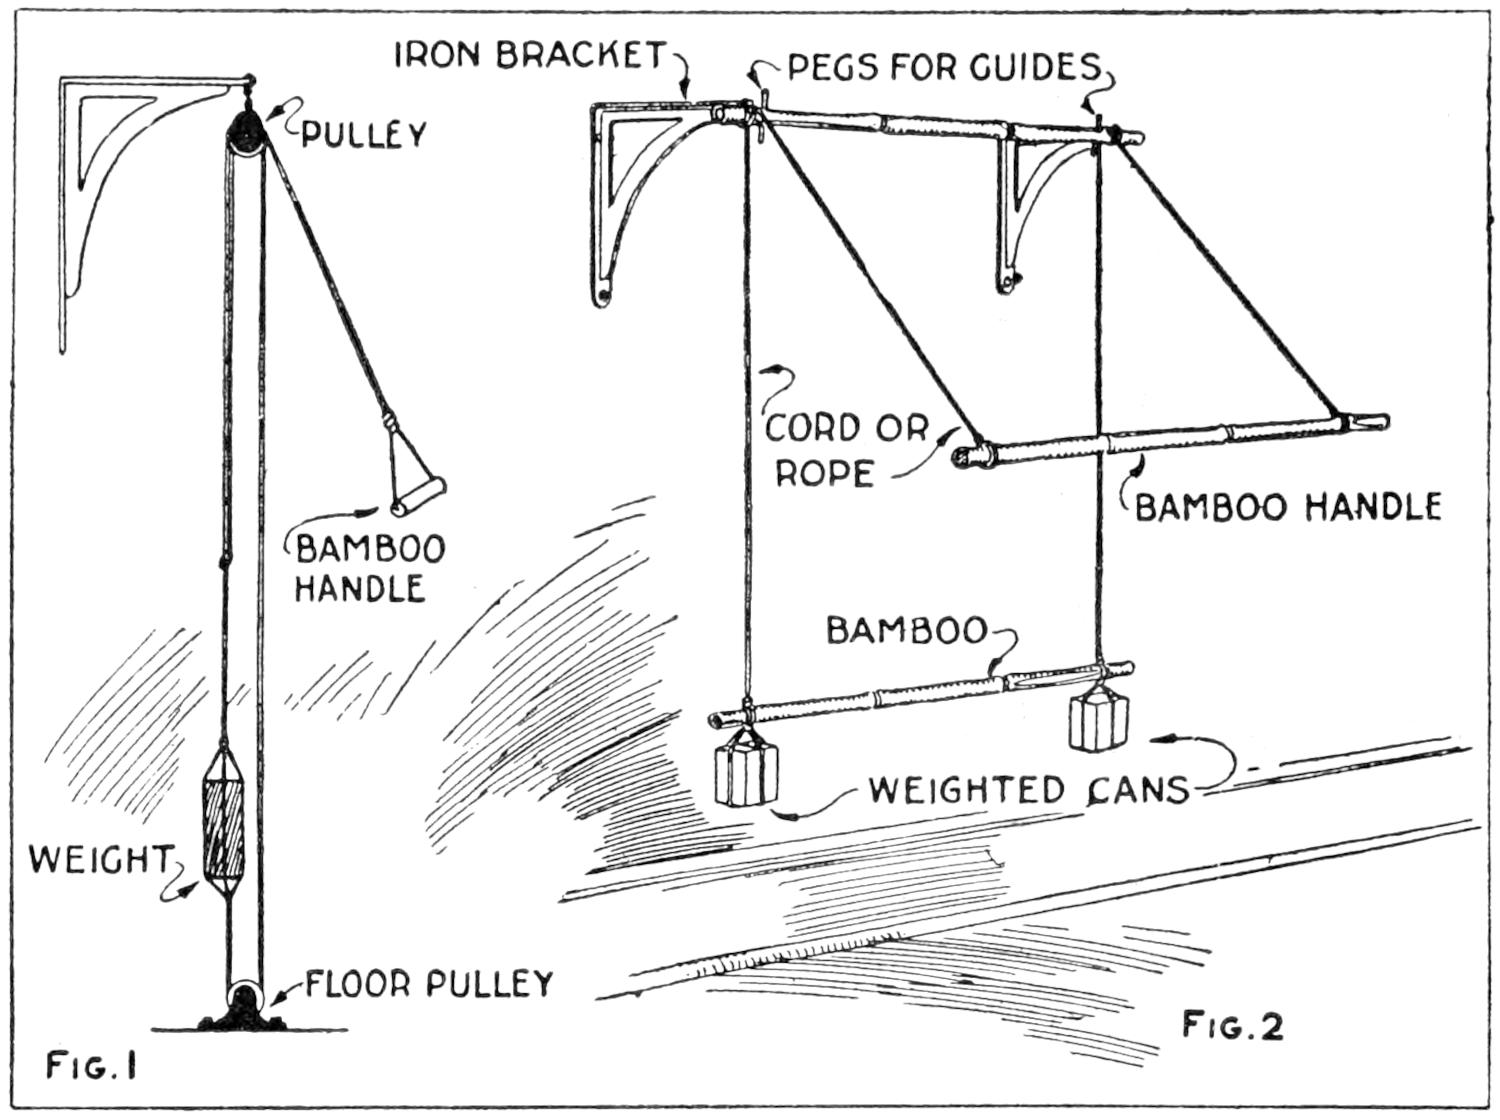 IRON BRACKET
PEGS FOR GUIDES
PULLEY
CORD OR
ROPE
BAMBOO HANDLE
BAMBOO
HANDLE
BAMBOO
WEIGHTED CANS
WEIGHT
FLOOR PULLEY
FIG. 1
FIG. 2